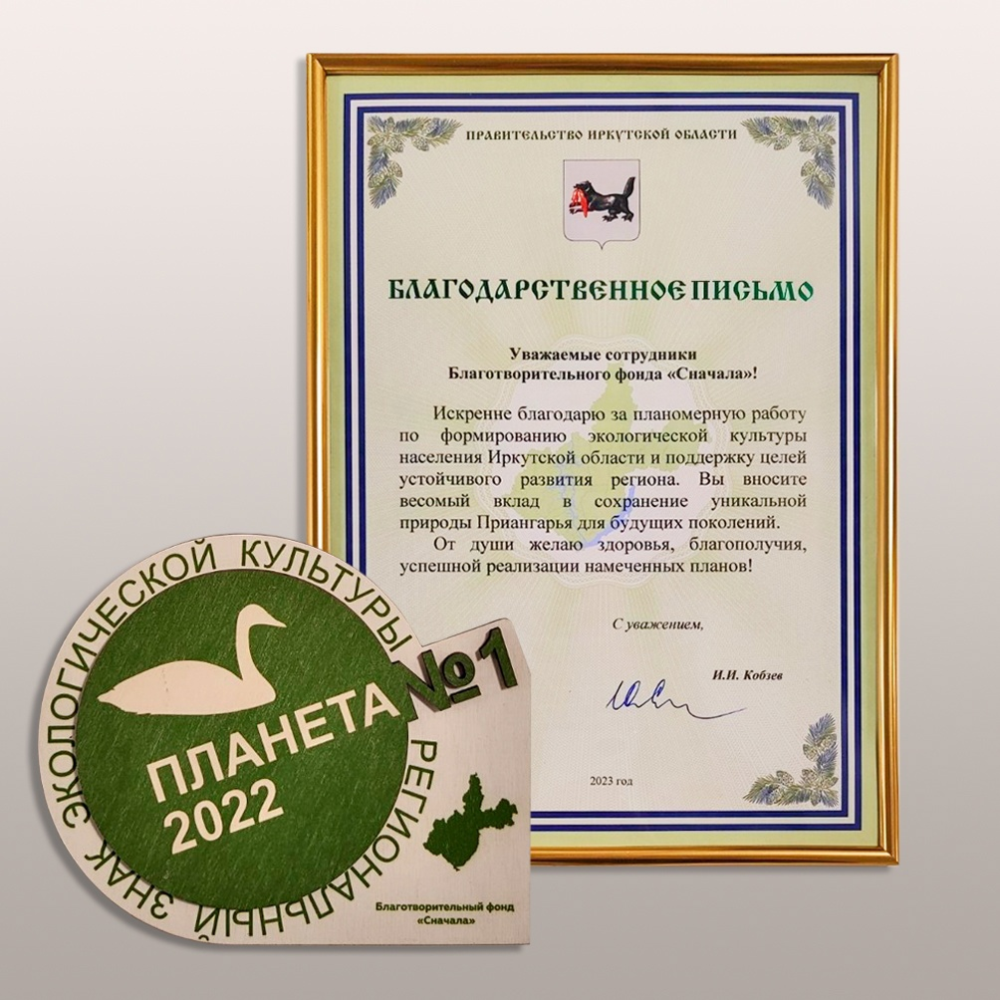 ПРАВИТЕЛЬСТВО ИРКУТСКОЙ ОБЛАСТИ
БЛАГОДАРСТВЕННОЕ ПИСЬМО
Уважаемые сотрудники
Благотворительного фонда «Сначала»!
Искренне благодарю за планомерную работу
по формированию экологической культуры
населения Иркутской области и поддержку целей
устойчивого развития региона. Вы вносите
весомый вклад в сохранение уникальной
природы Приангарья для будущих поколений.
От души желаю здоровья, благополучия,
успешной реализации намеченных планов!
С уважением,
И.И. Кобзев
2023 год
РЕГИОНАЛЬНЫЙ ЗНАК ЭКОЛОГИЧЕСКОЙ КУЛЬТУРЫ
ПЛАНЕТА
2022
№1
Благотворительный фонд
«Сначала»